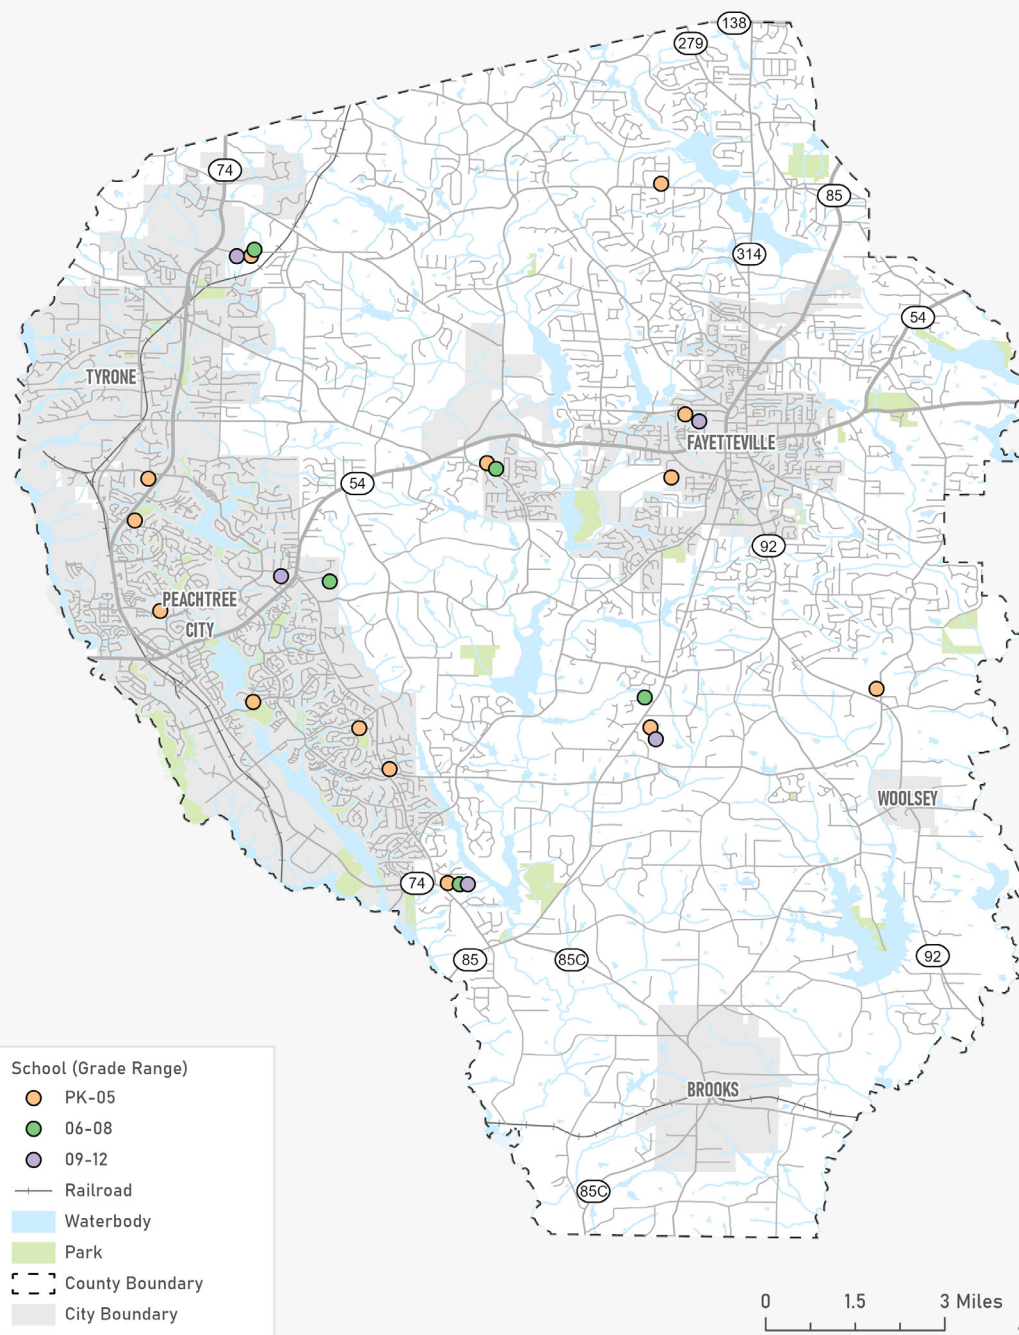 138
279
74
85
314
54
TYRONE
FAYETTEVILLE
54
92
PEACHTREE
CITY
WOOLSEY
74
85
85C
92
BROOKS
85C
School (Grade Range)
PK-05
06-08
09-12
Railroad
Waterbody
Park
County Boundary
City Boundary
0 1.5 3 Miles